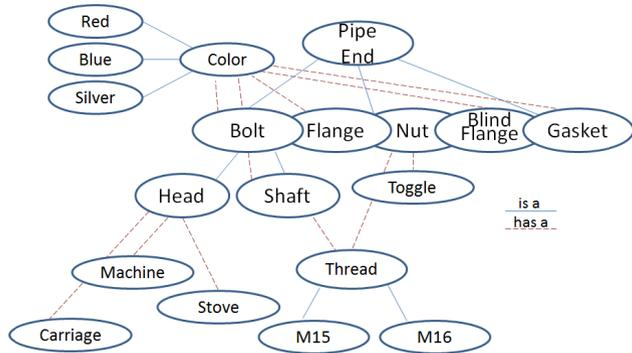 Red
Pipe
End
Blue
Color
Silver
Bolt
Flange
Nut
Blind
Flange
Gasket
Head
Shaft
Toggle
is a
has a
Machine
Thread
Stove
Carriage
M15
M16